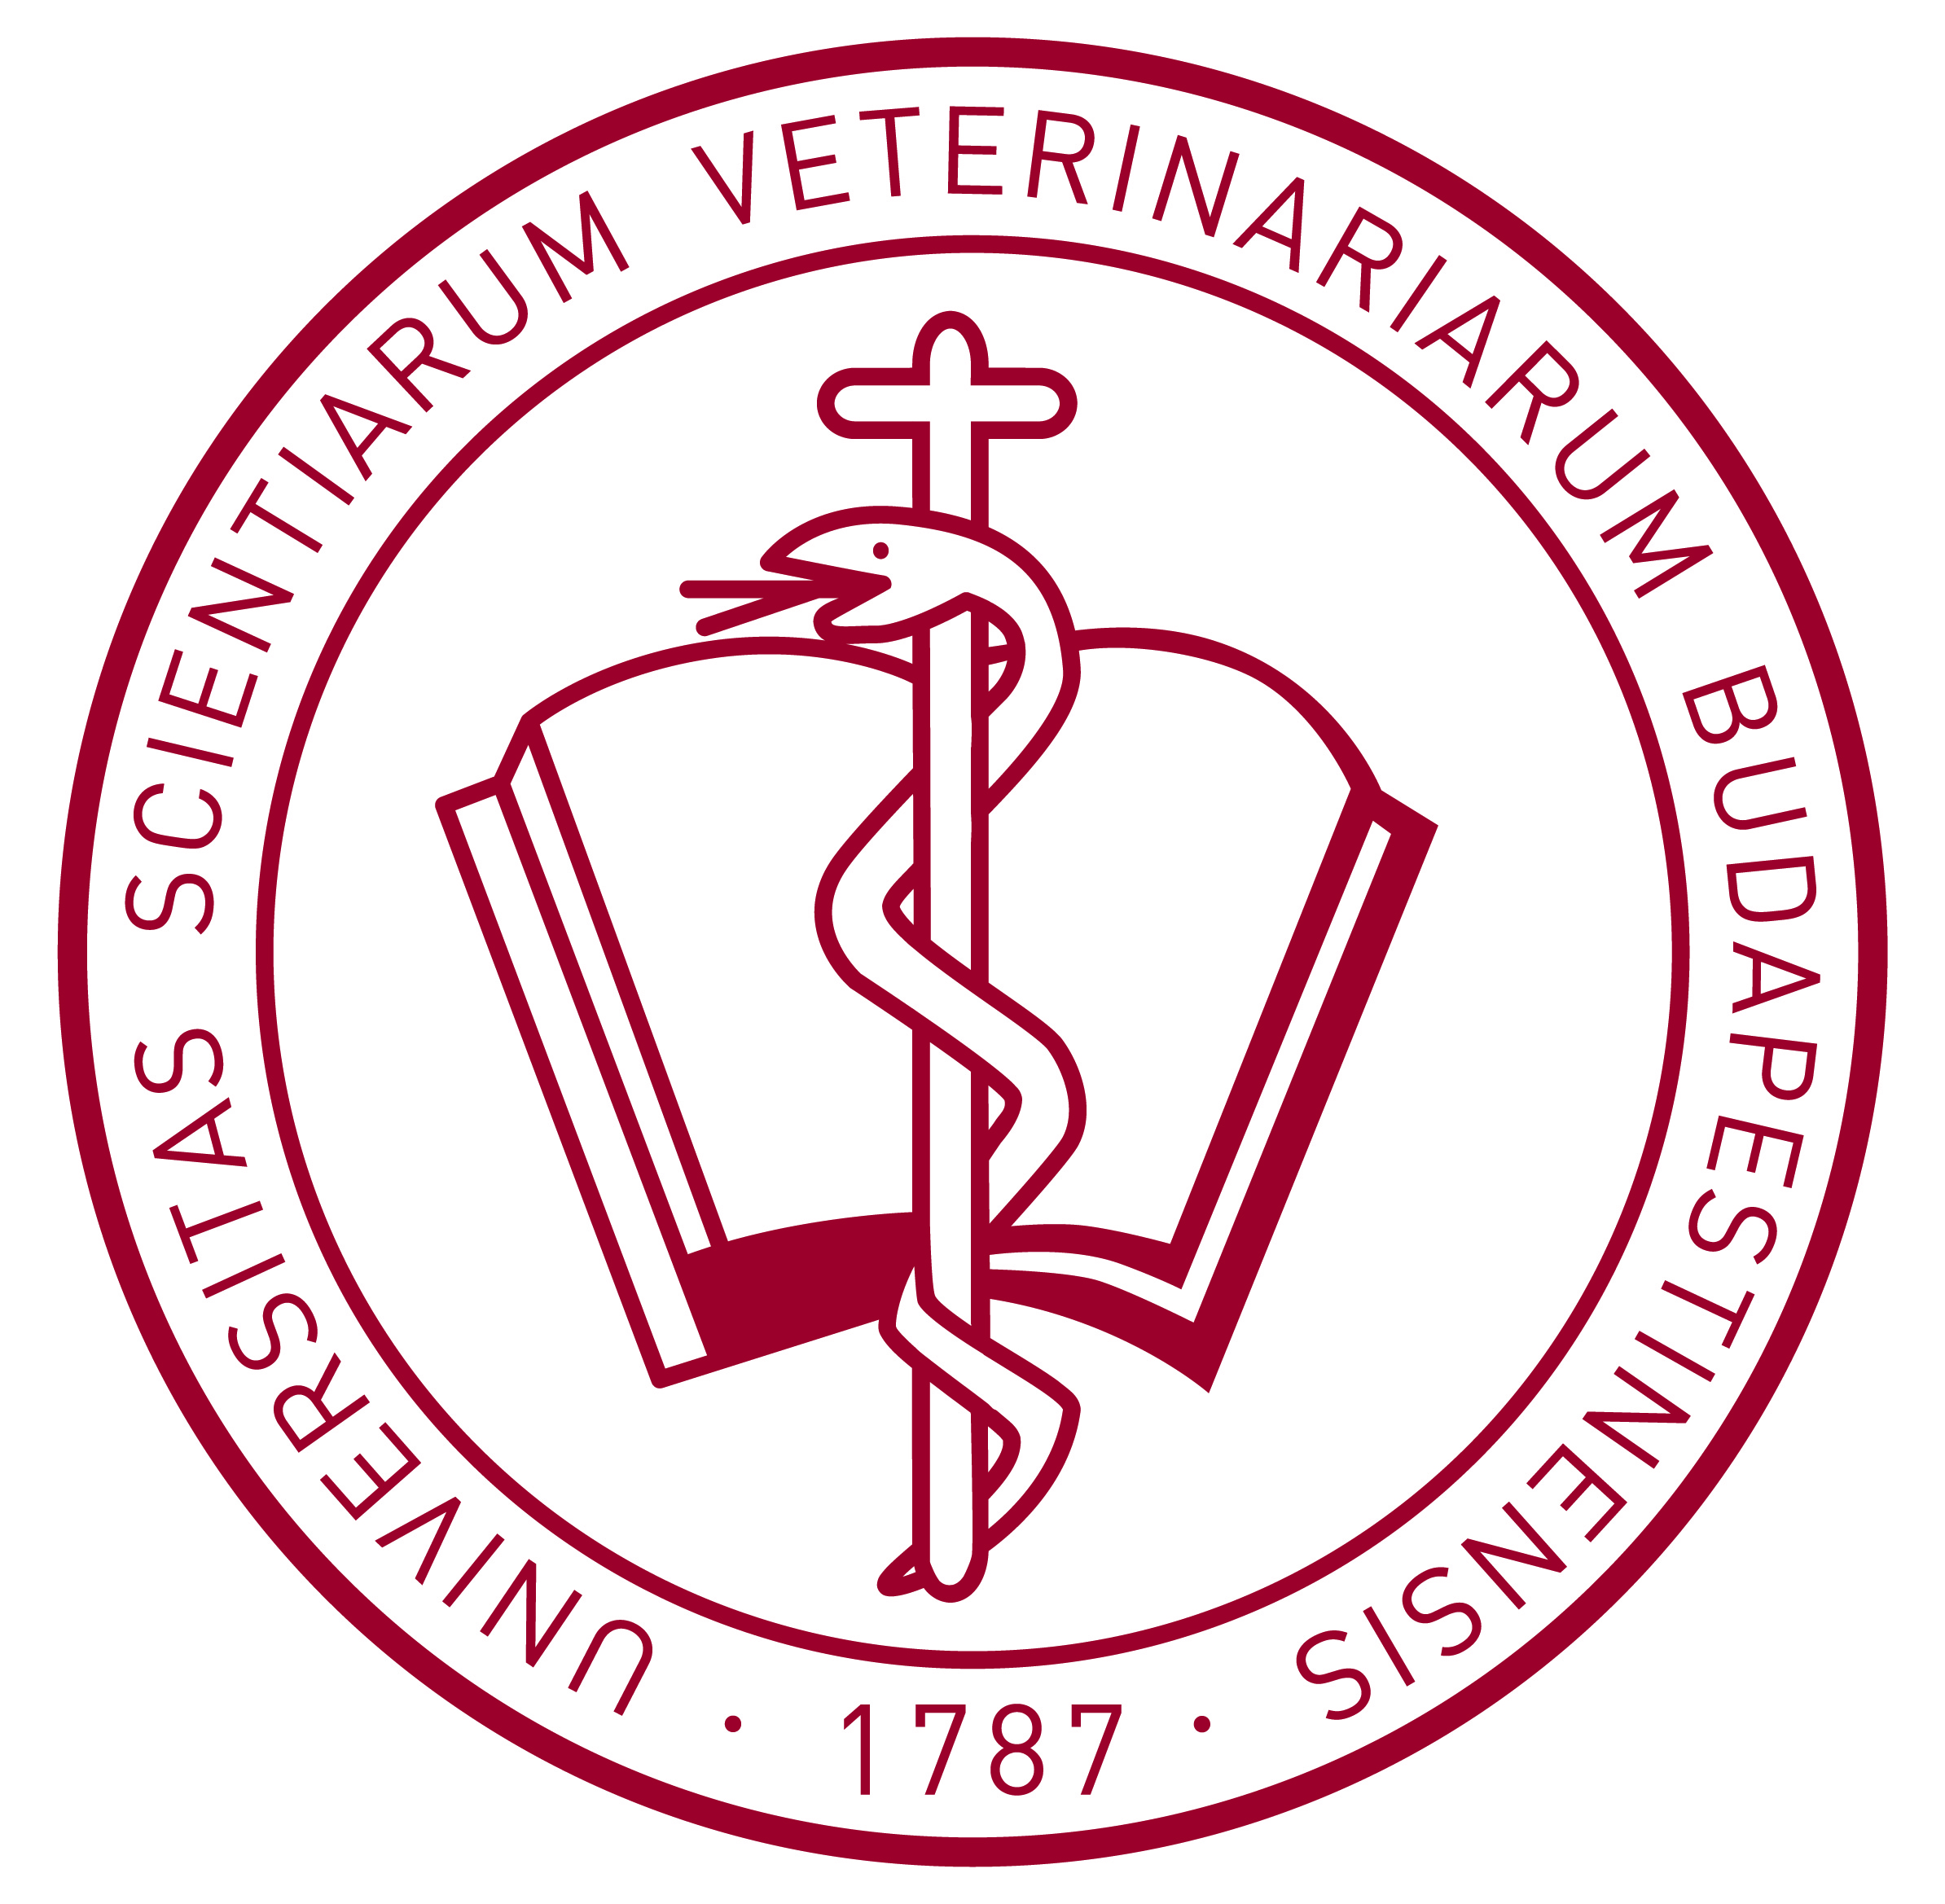 UNIVERSITAS SCIENTIARUM VETERINARIARUM BUDAPESTINENSIS
· 1787 ·